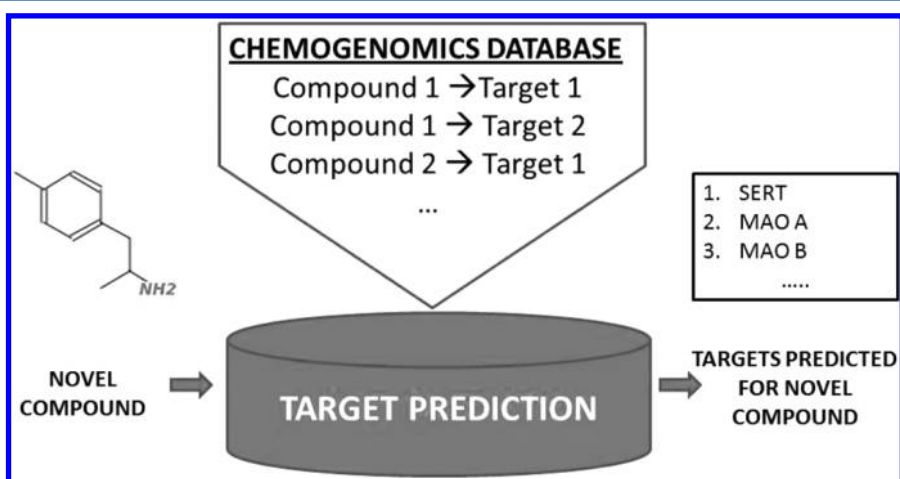 CHEMOGENOMICS DATABASE
Compound 1 →Target 1
Compound 1 → Target 2
Compound 2 → Target 1
...
NH2
1. SERT
2. MAO A
3. MAO B
.....
NOVEL
COMPOUND
TARGET PREDICTION
TARGETS PREDICTED
FOR NOVEL
COMPOUND